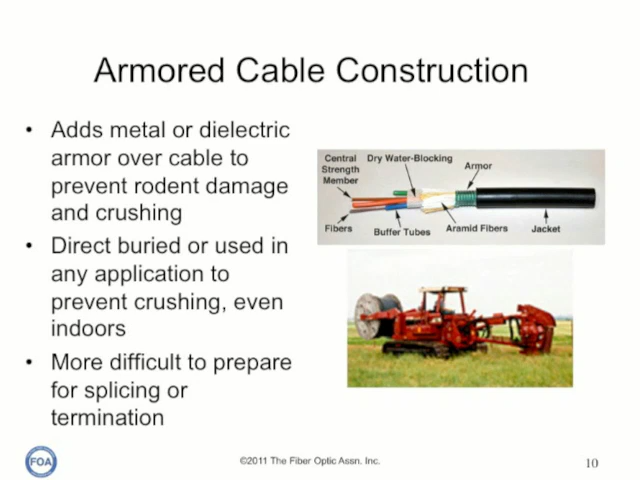 Armored Cable Construction
• Adds metal or dielectric
armor over cable to
prevent rodent damage
and crushing
• Direct buried or used in
any application to
prevent crushing, even
indoors
• More difficult to prepare
for splicing or
termination
Central
Strength
Member
Dry Water-Blocking
Armor
Fibers
Buffer Tubes
Aramid Fibers
Jacket
FOA
©2011 The Fiber Optic Assn. Inc.
10